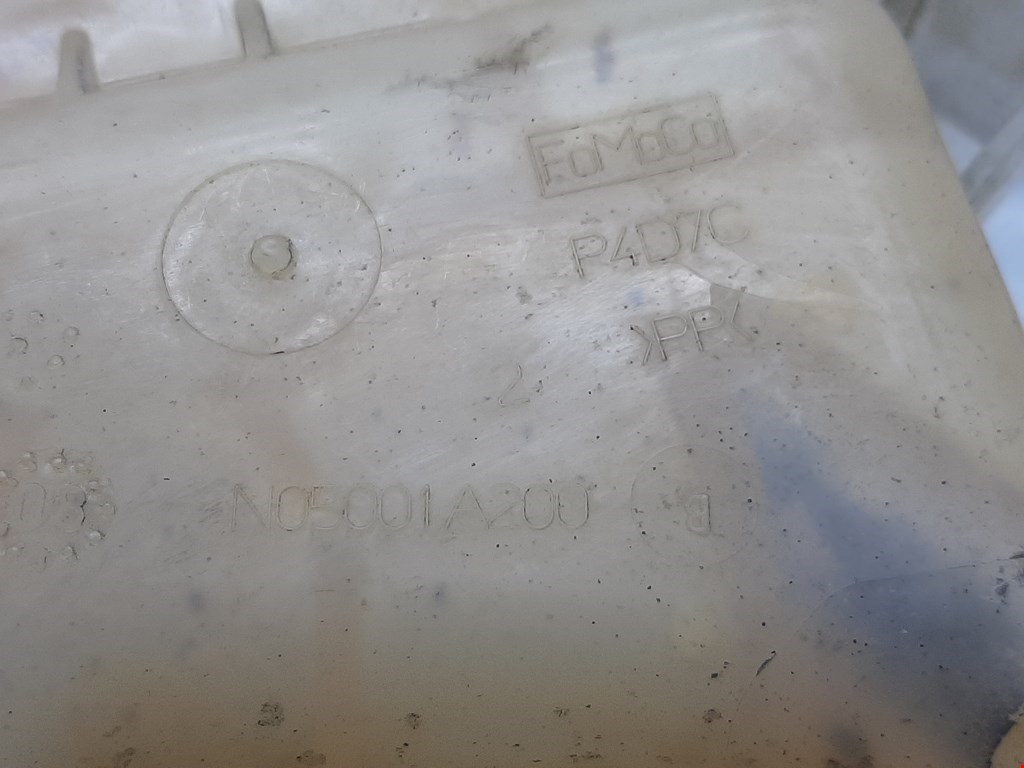 FoMoCo
P4D7C
>PP<
2
N05001A200
B